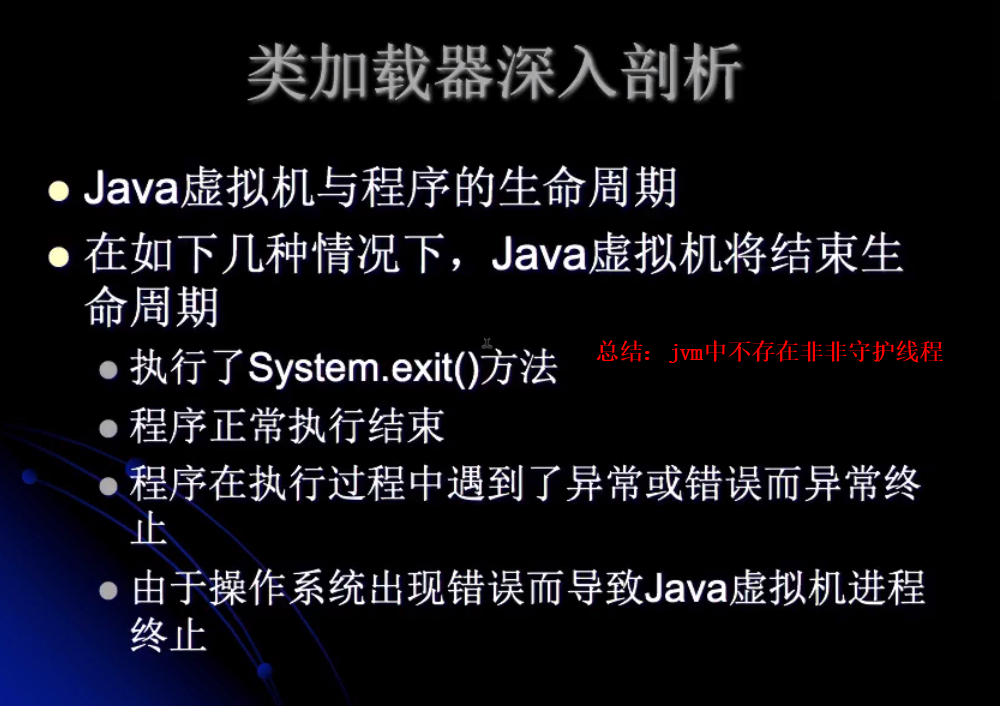 类加载器深入剖析
Java虚拟机与程序的生命周期
在如下几种情况下，Java虚拟机将结束生
命周期
执行了System.exit()方法
总结：jvm中不存在非非守护线程
程序正常执行结束
程序在执行过程中遇到了异常或错误而异常终
止
由于操作系统出现错误而导致Java虚拟机进程
终止